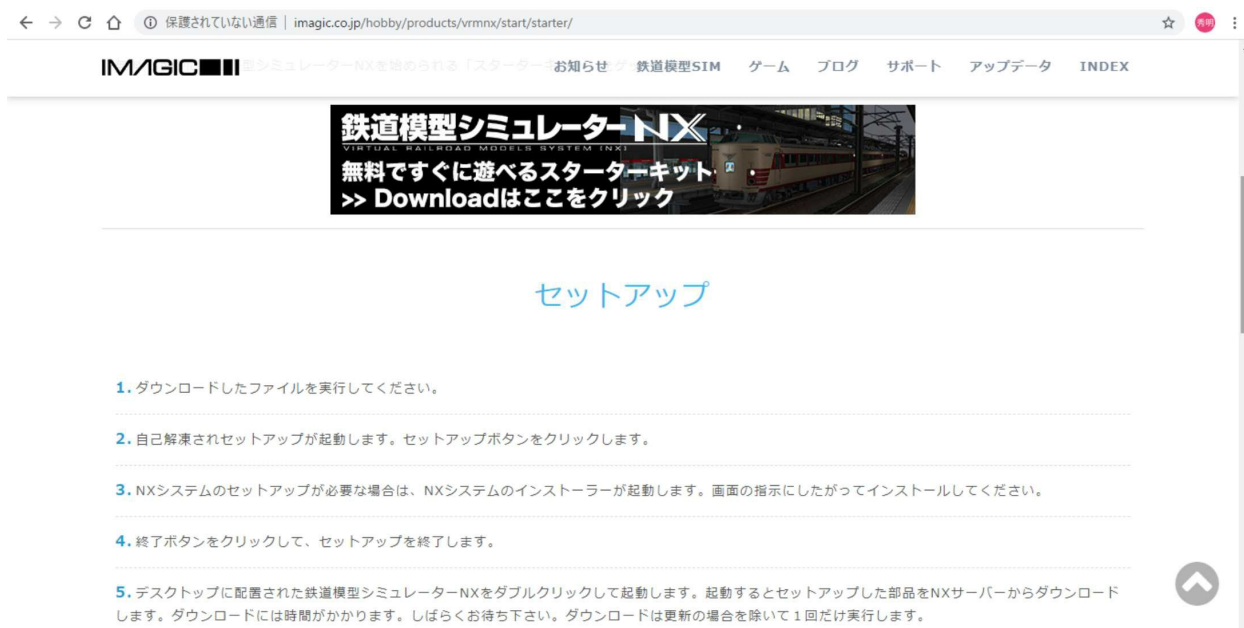 保護されていない通信 | imagic.co.jp/hobby/products/vrmnx/start/starter/
秀明
IMAGIC
お知らせ 鉄道模型SIM ゲーム ブログ サポート アップデータ INDEX
鉄道模型シミュレーターNX
VIRTUAL RAILROAD MODELS SYSTEM [NX]
無料ですぐに遊べるスターターキット
>> Downloadはここをクリック
セットアップ
1. ダウンロードしたファイルを実行してください。
2. 自己解凍されセットアップが起動します。セットアップボタンをクリックします。
3. NXシステムのセットアップが必要な場合は、NXシステムのインストーラーが起動します。画面の指示にしたがってインストールしてください。
4. 終了ボタンをクリックして、セットアップを終了します。
5. デスクトップに配置された鉄道模型シミュレーターNXをダブルクリックして起動します。起動するとセットアップした部品をNXサーバーからダウンロード
します。ダウンロードには時間がかかります。しばらくお待ち下さい。ダウンロードは更新の場合を除いて１回だけ実行します。